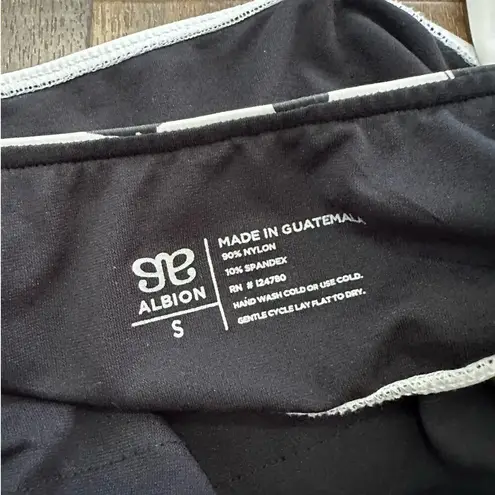 ALBION
S
MADE IN GUATEMALA
90% NYLON
10% SPANDEX
RN # 124780
HAND WASH COLD OR USE COLD.
GENTLE CYCLE LAY FLAT TO DRY.